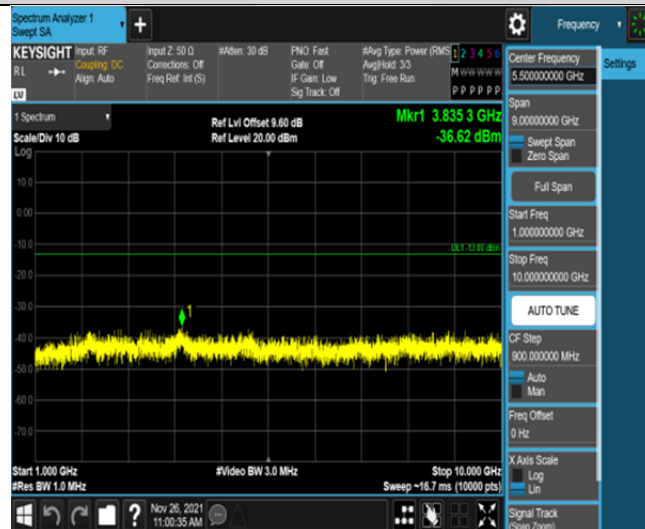 Spectrum Analyzer 1
Swept SA
Frequency
KEYSIGHT
RL
LXI
Input: RF
Coupling: DC
Align: Auto
Input Z: 50 Ω
Corrections: Off
Freq Ref: Int (S)
#Atten: 30 dB
PNO: Fast
Gate: Off
IF Gain: Low
Sig Track: Off
#Avg Type: Power (RMS
Avg|Hold: 3/3
Trig: Free Run
1 2 3 4 5 6
M W W W W W
P P P P P P
1 Spectrum
Scale/Div 10 dB
Log
Ref Lvl Offset 9.60 dB
Ref Level 20.00 dBm
Mkr1 3.835 3 GHz
-36.62 dBm
10.0
0.00
-10.0
DL1 -13.00 dBm
-20.0
-30.0
1
-40.0
-50.0
-60.0
-70.0
Start 1.000 GHz
#Res BW 1.0 MHz
#Video BW 3.0 MHz
Stop 10.000 GHz
Sweep ~16.7 ms (10000 pts)
?
Nov 26, 2021
11:00:35 AM
Center Frequency
5.500000000 GHz
Settings
Span
9.00000000 GHz
Swept Span
Zero Span
Full Span
Start Freq
1.000000000 GHz
Stop Freq
10.000000000 GHz
AUTO TUNE
CF Step
900.000000 MHz
Auto
Man
Freq Offset
0 Hz
X Axis Scale
Log
Lin
Signal Track
(Span Zoom)